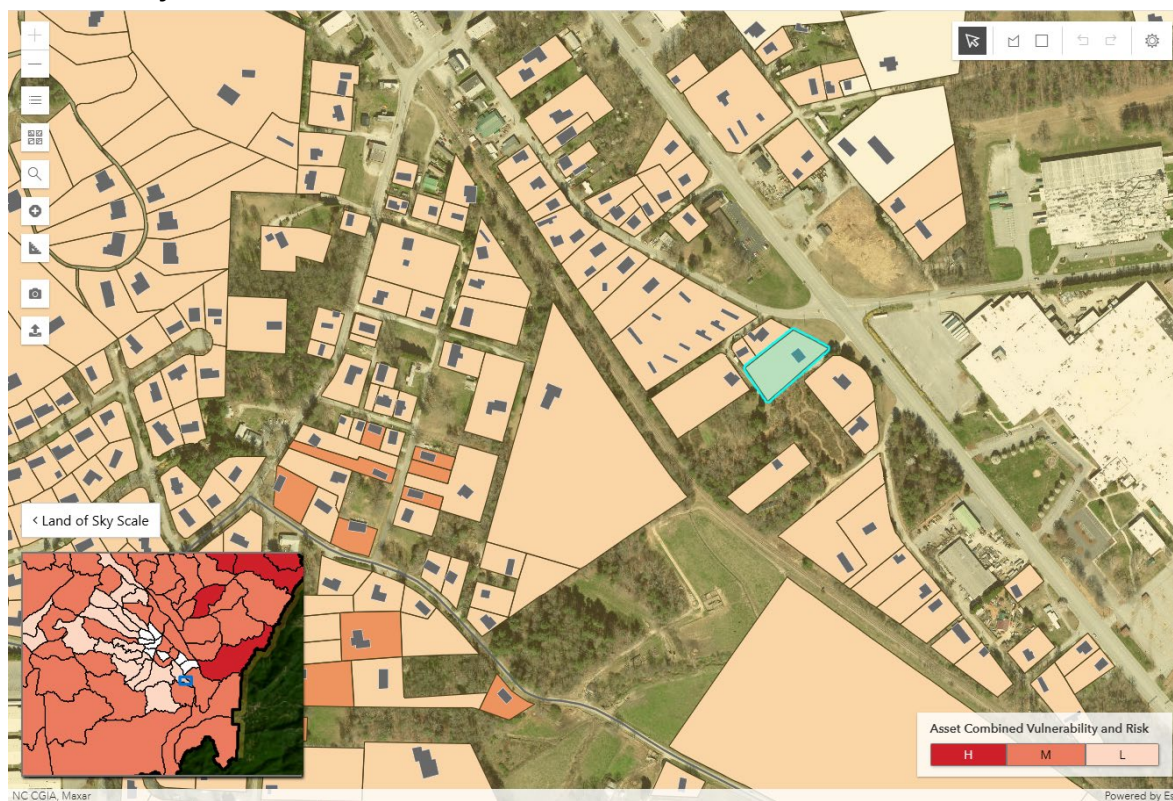 < Land of Sky Scale
Asset Combined Vulnerability and Risk
H M L
NC CGIA, Maxar
Powered by Es